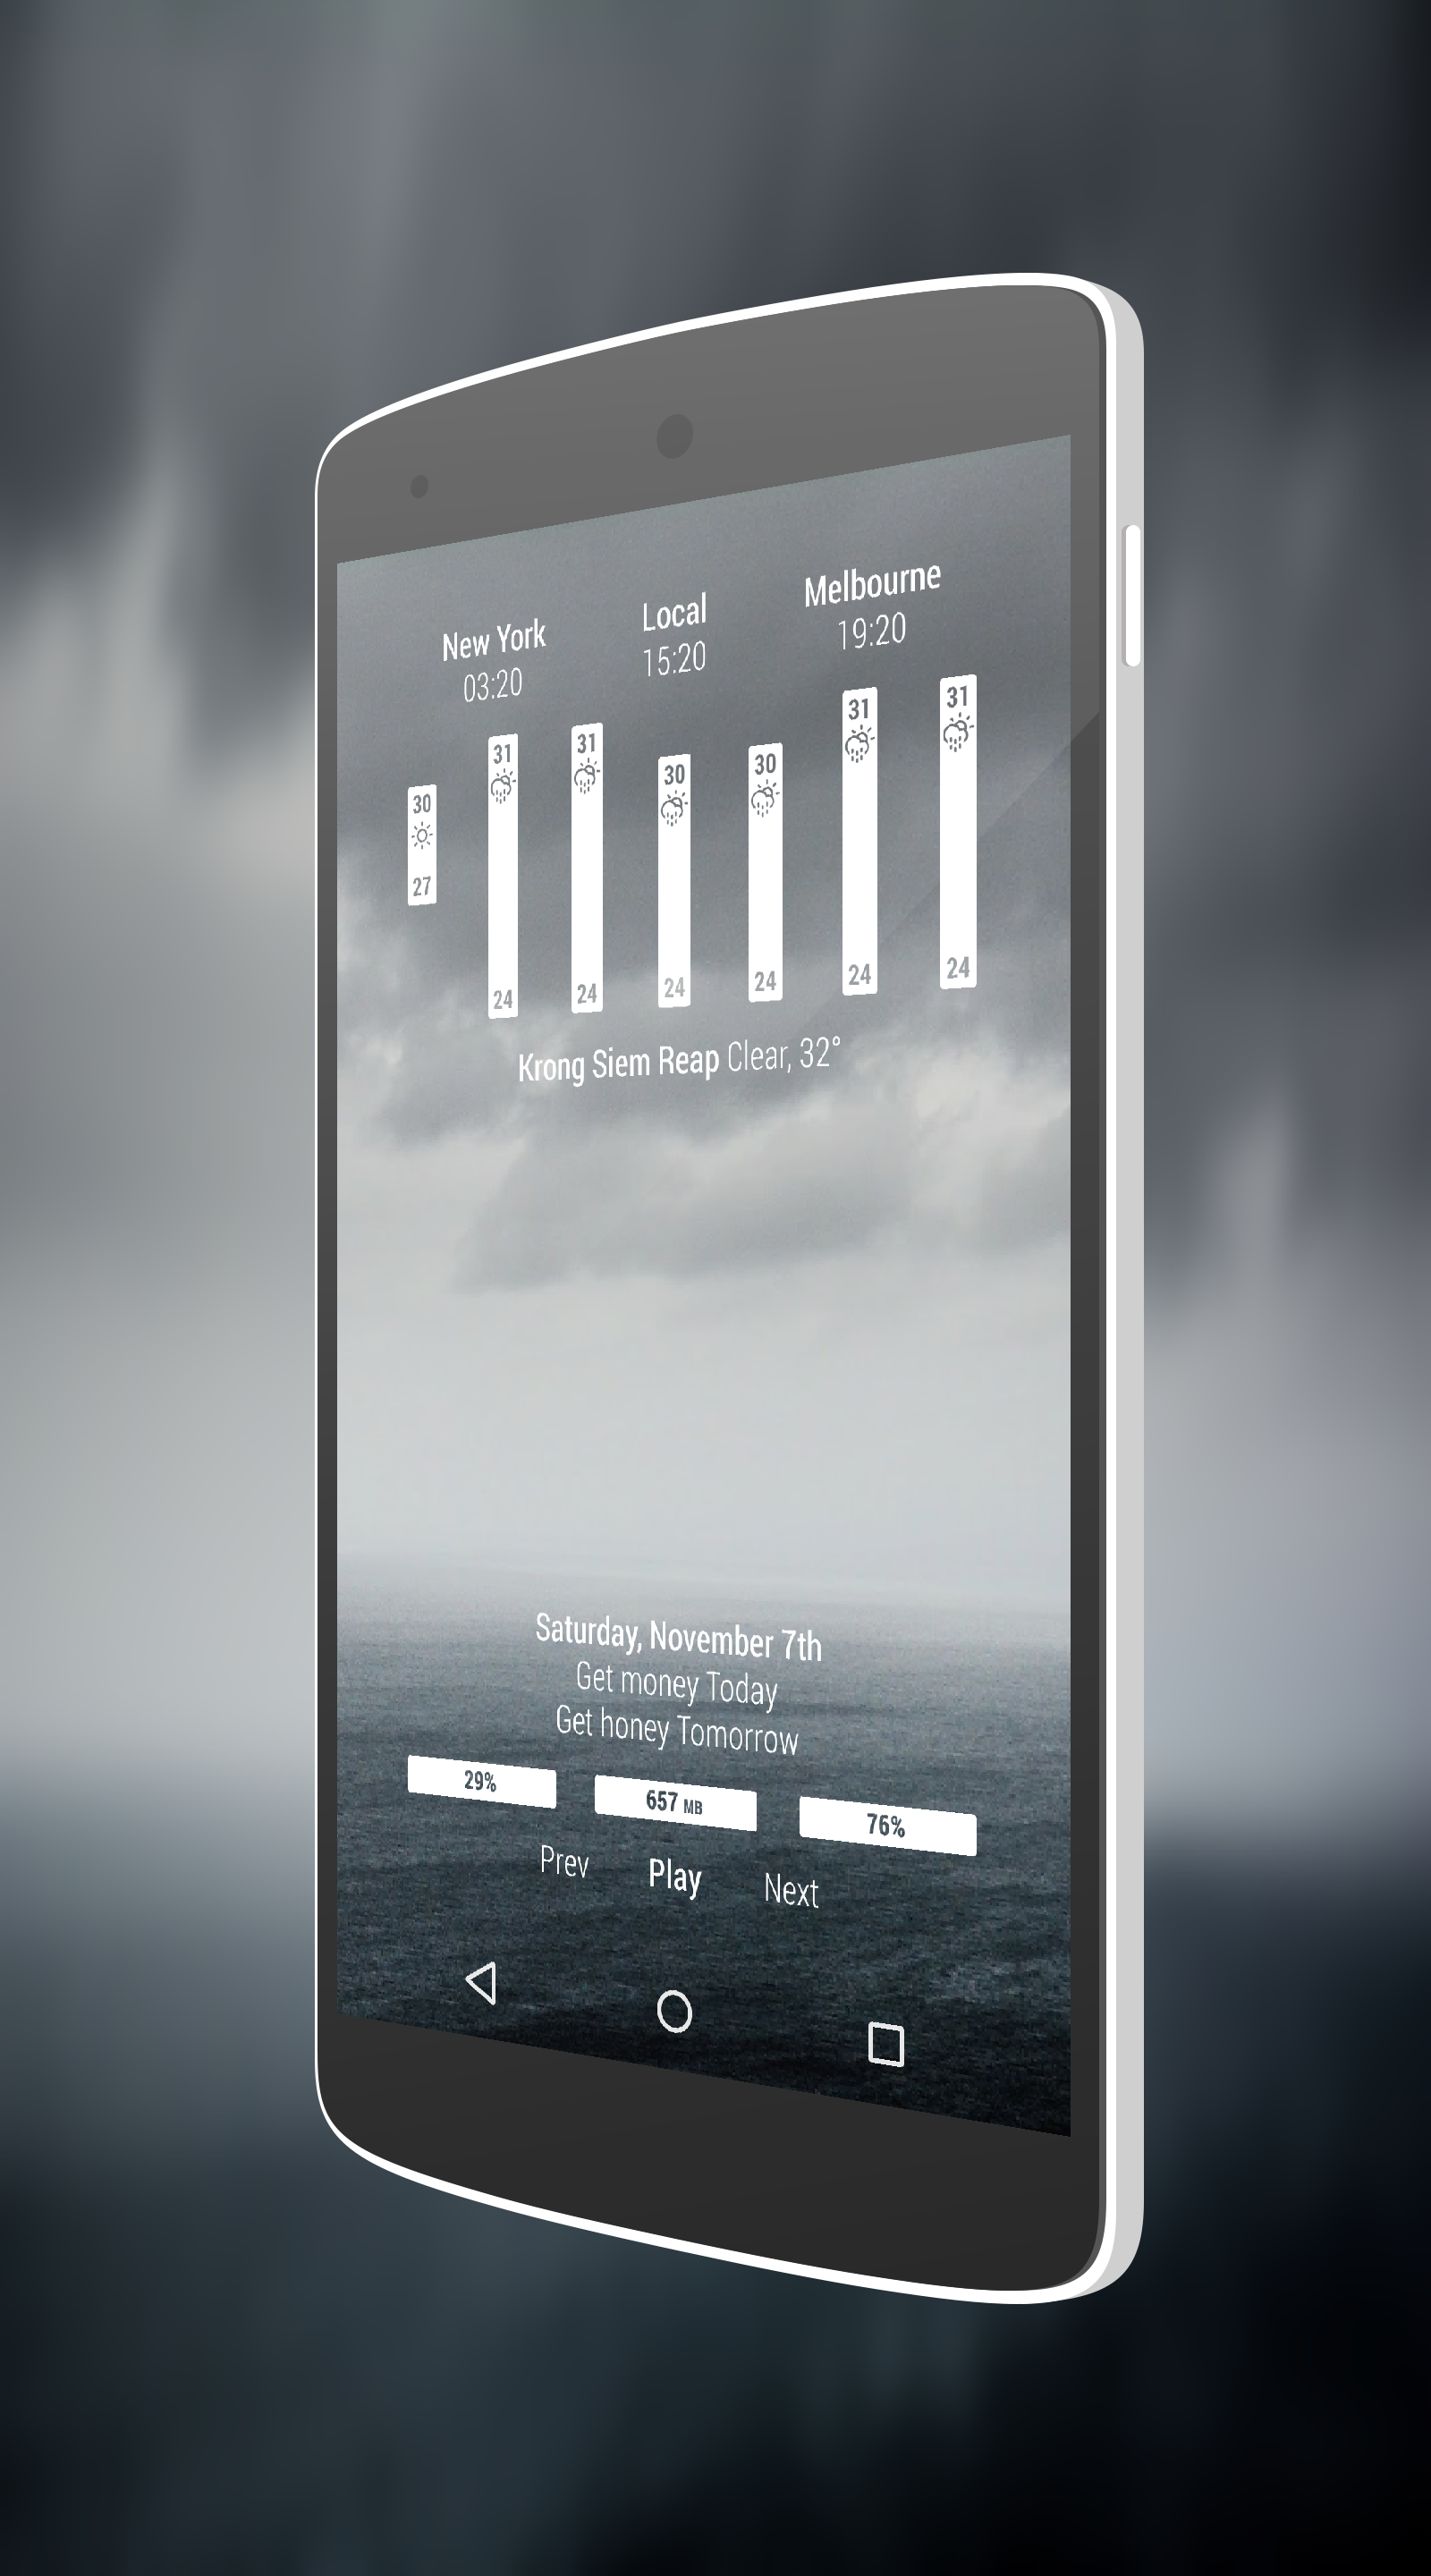 New York Local Melbourne
03:20 15:20 19:20
30 31 31 30 30 31 31
27 24 24 24 24 24 24
Krong Siem Reap Clear, 32°
Saturday, November 7th
Get money Today
Get honey Tomorrow
29% 657 MB 76%
Prev Play Next